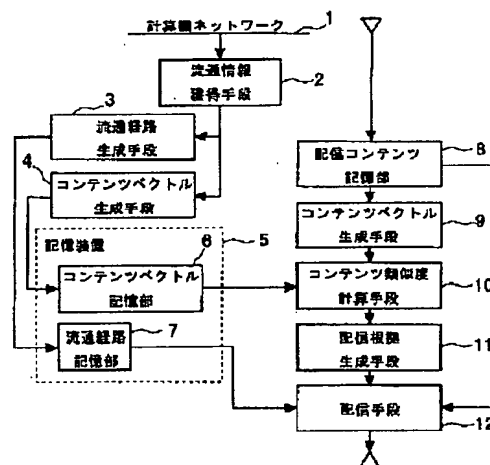 計算機ネットワーク
1
流通情報
獲得手段
2
3
流通経路
生成手段
4
コンテンツベクトル
生成手段
記憶装置
5
6
コンテンツベクトル
記憶部
7
流通経路
記憶部
配信コンテンツ
記憶部
8
コンテンツベクトル
生成手段
9
コンテンツ類似度
計算手段
10
配信根拠
生成手段
11
配信手段
12